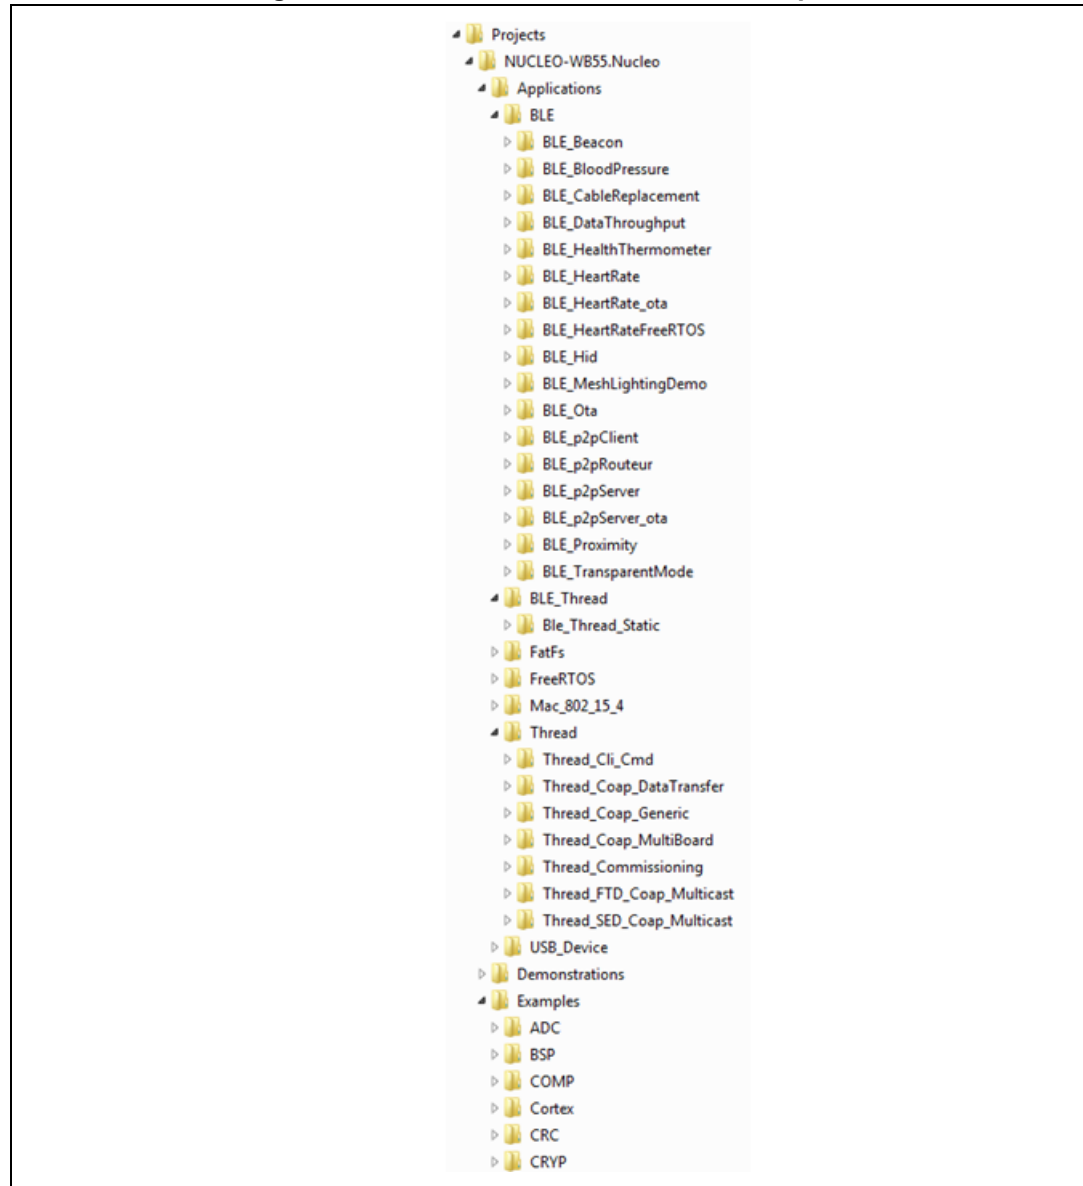 Projects
NUCLEO-WB55.Nucleo
Applications
BLE
BLE_Beacon
BLE_BloodPressure
BLE_CableReplacement
BLE_DataThroughput
BLE_HealthThermometer
BLE_HeartRate
BLE_HeartRate_ota
BLE_HeartRateFreeRTOS
BLE_Hid
BLE_MeshLightingDemo
BLE_Ota
BLE_p2pClient
BLE_p2pRouteur
BLE_p2pServer
BLE_p2pServer_ota
BLE_Proximity
BLE_TransparentMode
BLE_Thread
Ble_Thread_Static
FatFs
FreeRTOS
Mac_802_15_4
Thread
Thread_Cli_Cmd
Thread_Coap_DataTransfer
Thread_Coap_Generic
Thread_Coap_MultiBoard
Thread_Commissioning
Thread_FTD_Coap_Multicast
Thread_SED_Coap_Multicast
USB_Device
Demonstrations
Examples
ADC
BSP
COMP
Cortex
CRC
CRYP